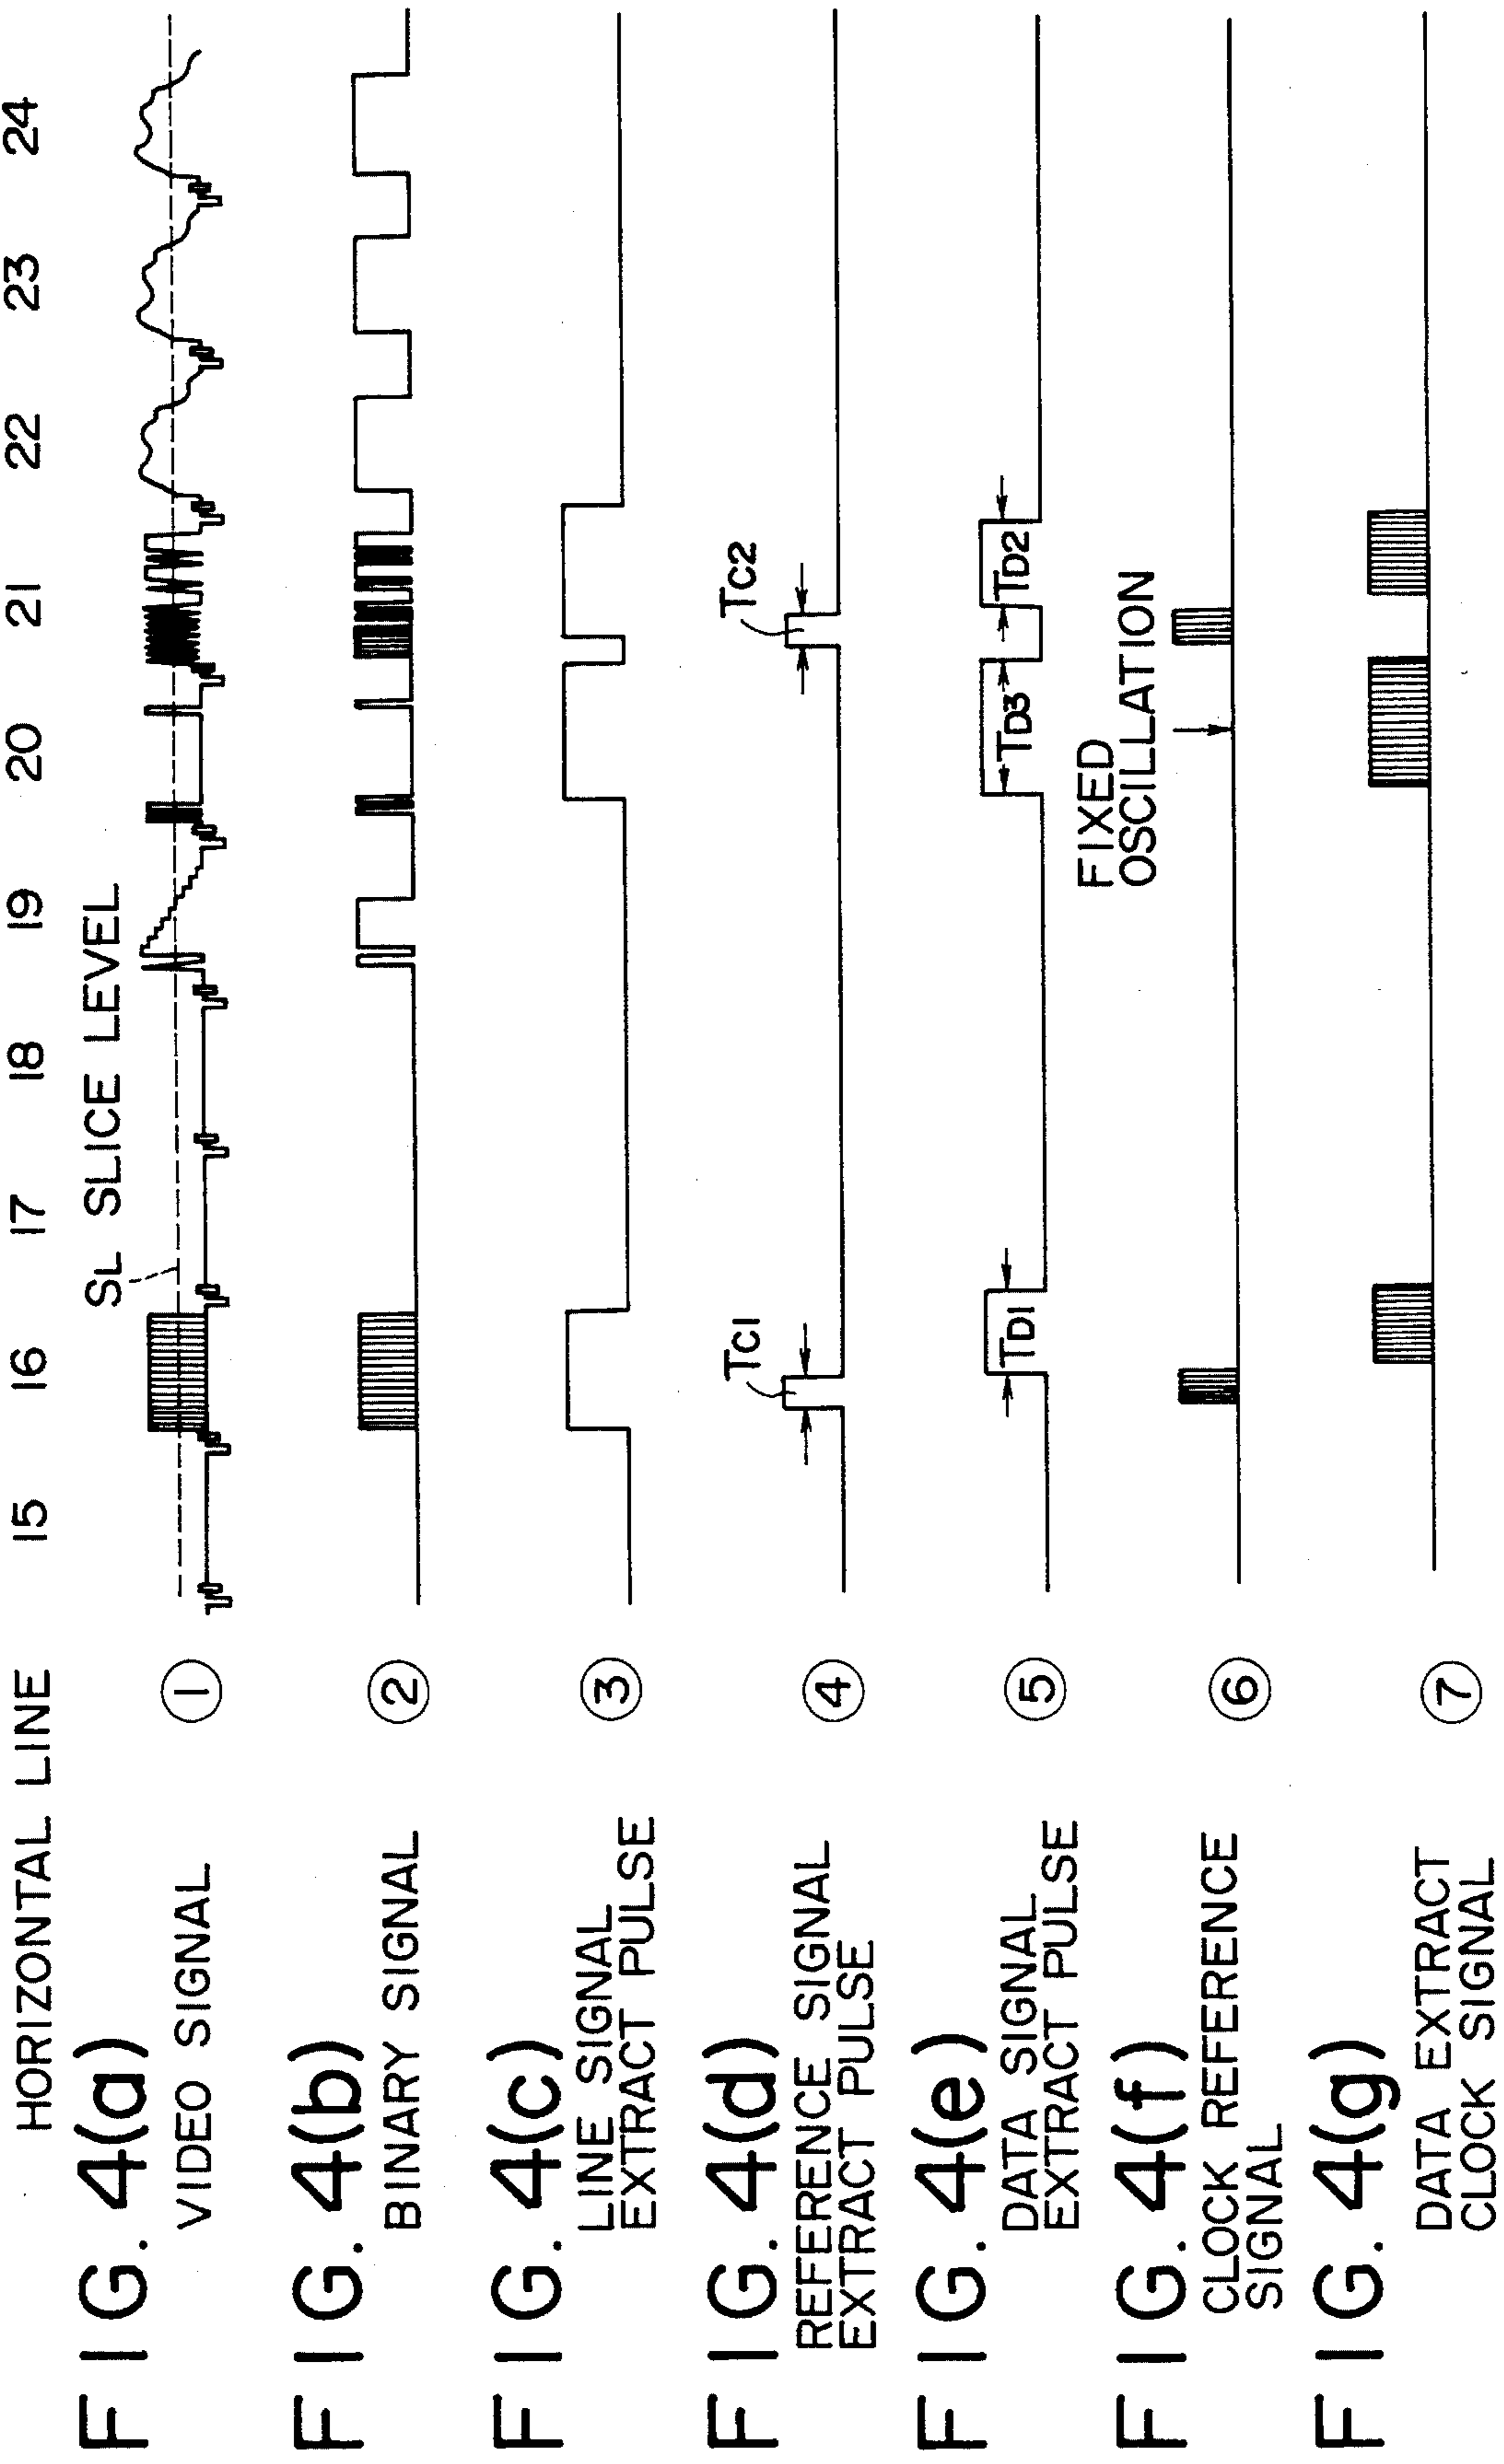 HORIZONTAL LINE 15 16 17 18 19 20 21 22 23 24
FIG. 4(a)
VIDEO SIGNAL ①
SL SLICE LEVEL
FIG. 4(b)
BINARY SIGNAL ②
FIG. 4(c)
LINE SIGNAL
EXTRACT PULSE ③
FIG. 4(d)
REFERENCE SIGNAL
EXTRACT PULSE ④
TC1 TC2
FIG. 4(e)
DATA SIGNAL
EXTRACT PULSE ⑤
TD1 TD3 TD2
FIG. 4(f)
CLOCK REFERENCE
SIGNAL ⑥
FIXED
OSCILLATION
FIG. 4(g)
DATA EXTRACT
CLOCK SIGNAL ⑦